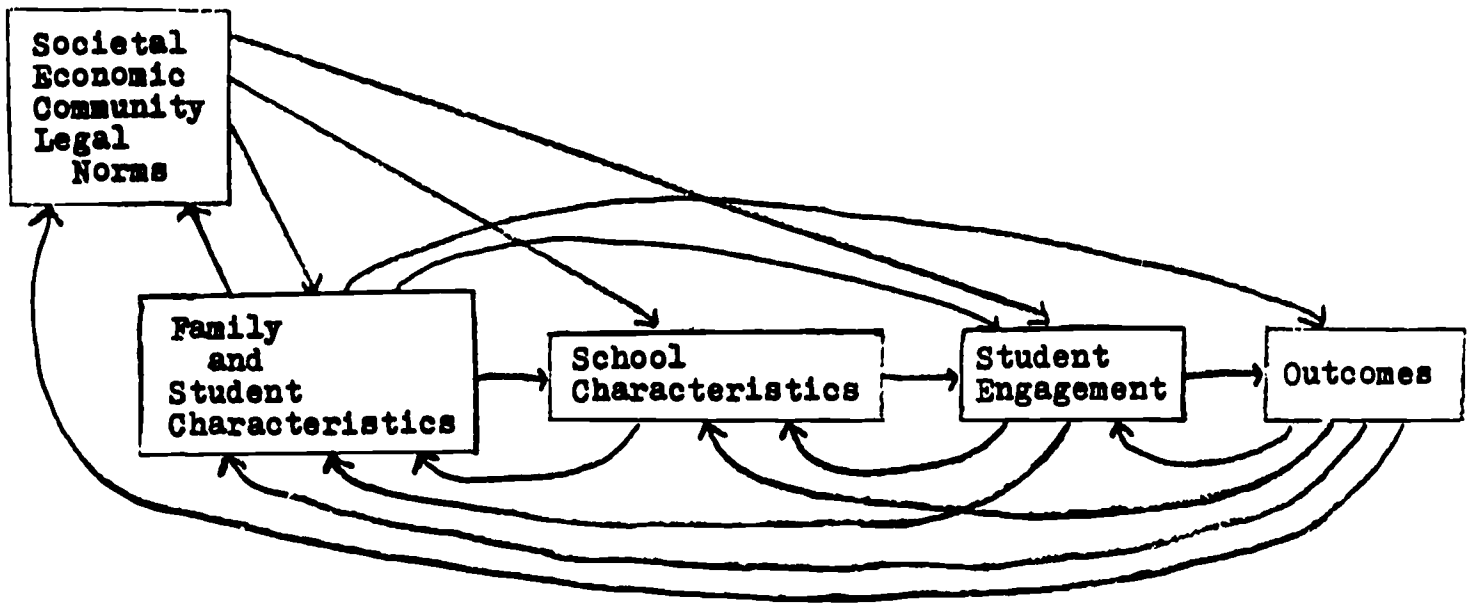 Societal
Economic
Community
Legal
Norms
Family
and
Student
Characteristics
School
Characteristics
Student
Engagement
Outcomes